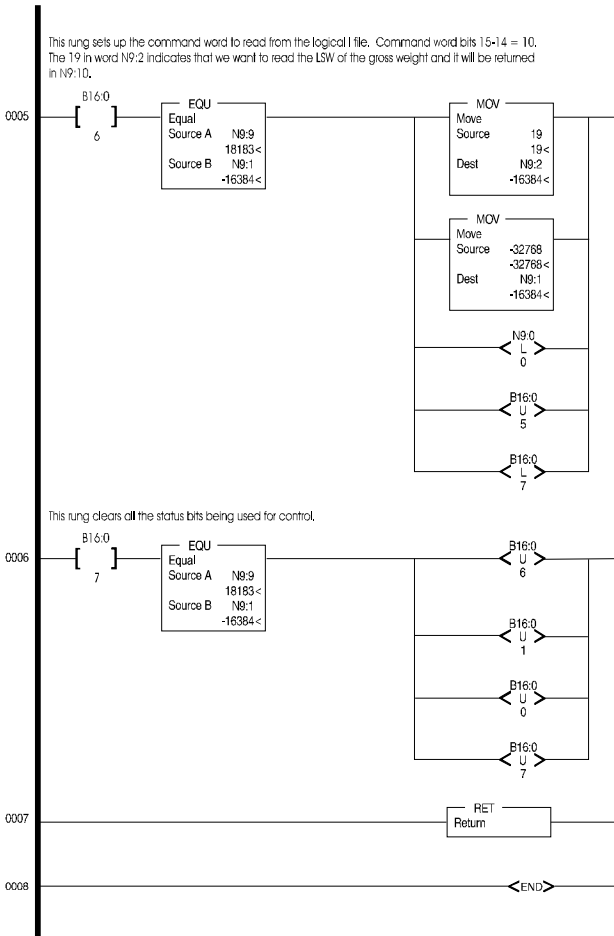 This rung sets up the command word to read from the logical I file. Command word bits 15-14 = 10.
The 19 in word N9:2 indicates that we want to read the LSW of the gross weight and it will be returned
in N9:10.
0005
B16:0
6
EQU
Equal
Source A N9:9
18183<
Source B N9:1
-16384<
MOV
Move
Source 19
19<
Dest N9:2
-16384<
MOV
Move
Source -32768
-32768<
Dest N9:1
-16384<
N9:0
L
0
B16:0
U
5
B16:0
L
7
This rung clears all the status bits being used for control.
0006
B16:0
7
EQU
Equal
Source A N9:9
18183<
Source B N9:1
-16384<
B16:0
U
6
B16:0
U
1
B16:0
U
0
B16:0
U
7
0007
RET
Return
0008
END